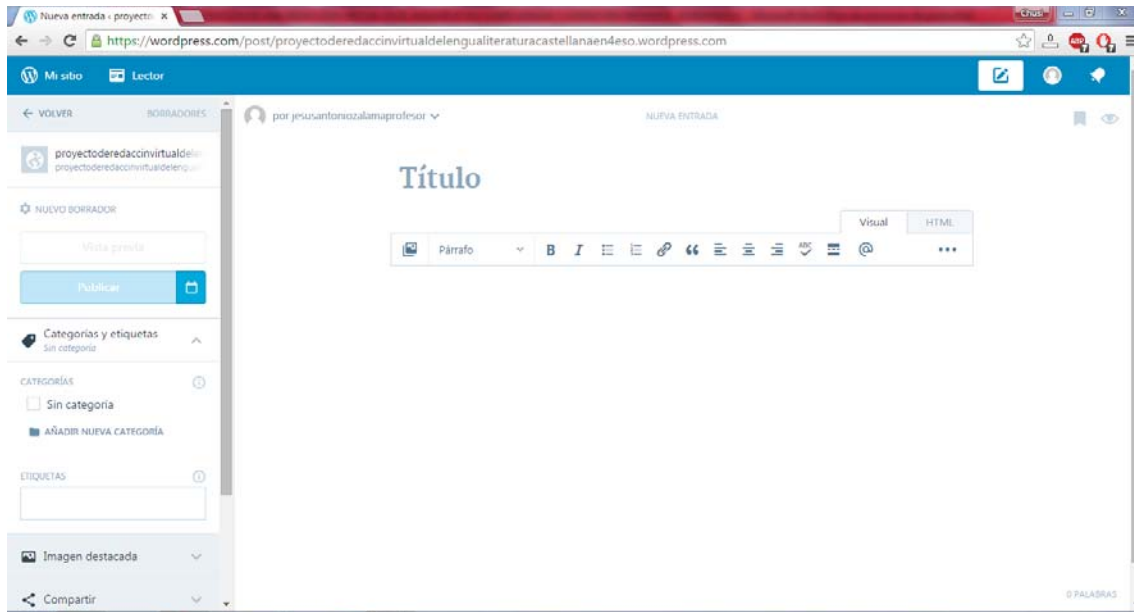 Nueva entrada ‹ proyecto
Chusi
https://wordpress.com/post/proyectoderedaccinvirtualdelengualiteraturacastellanaen4eso.wordpress.com
Mi sitio
Lector
VOLVER
BORRADORES
por jesusantoniozalamaprofesor
NUEVA ENTRADA
proyectoderedaccinvirtualdelen
proyectoderedaccinvirtualdelengu
Título
NUEVO BORRADOR
Visual
HTML
Vista previa
Párrafo
B I
ABC
@
Publicar
Categorías y etiquetas
Sin categoría
CATEGORÍAS
Sin categoría
AÑADIR NUEVA CATEGORÍA
ETIQUETAS
Imagen destacada
Compartir
0 PALABRAS